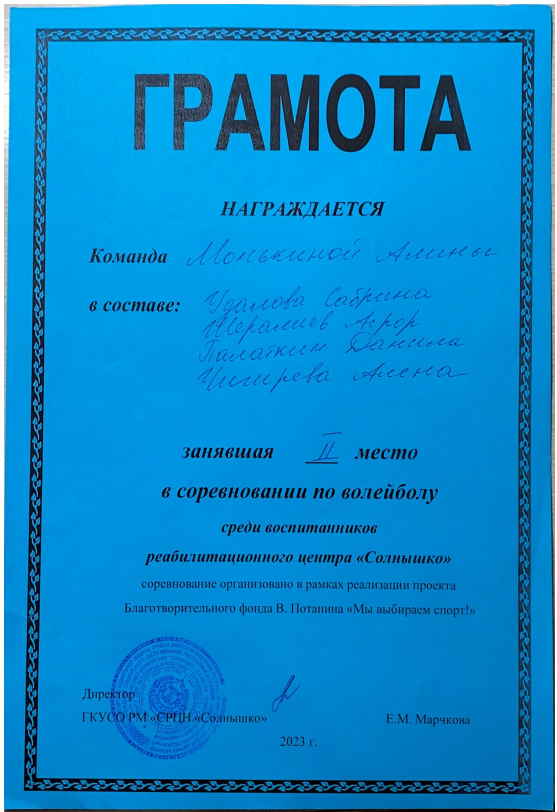 ГРАМОТА
НАГРАЖДАЕТСЯ
Команда Монькиной Алины
в составе: Удалова Сабрина
Шералиев Асрор
Палаткин Данила
Чигирева Алена
занявшая II место
в соревновании по волейболу
среди воспитанников
реабилитационного центра «Солнышко»
соревнование организовано в рамках реализации проекта
Благотворительного фонда В. Потанина «Мы выбираем спорт!»
Директор
ГКУСО РМ «СРЦН «Солнышко»
Е.М. Марчкова
2023 г.